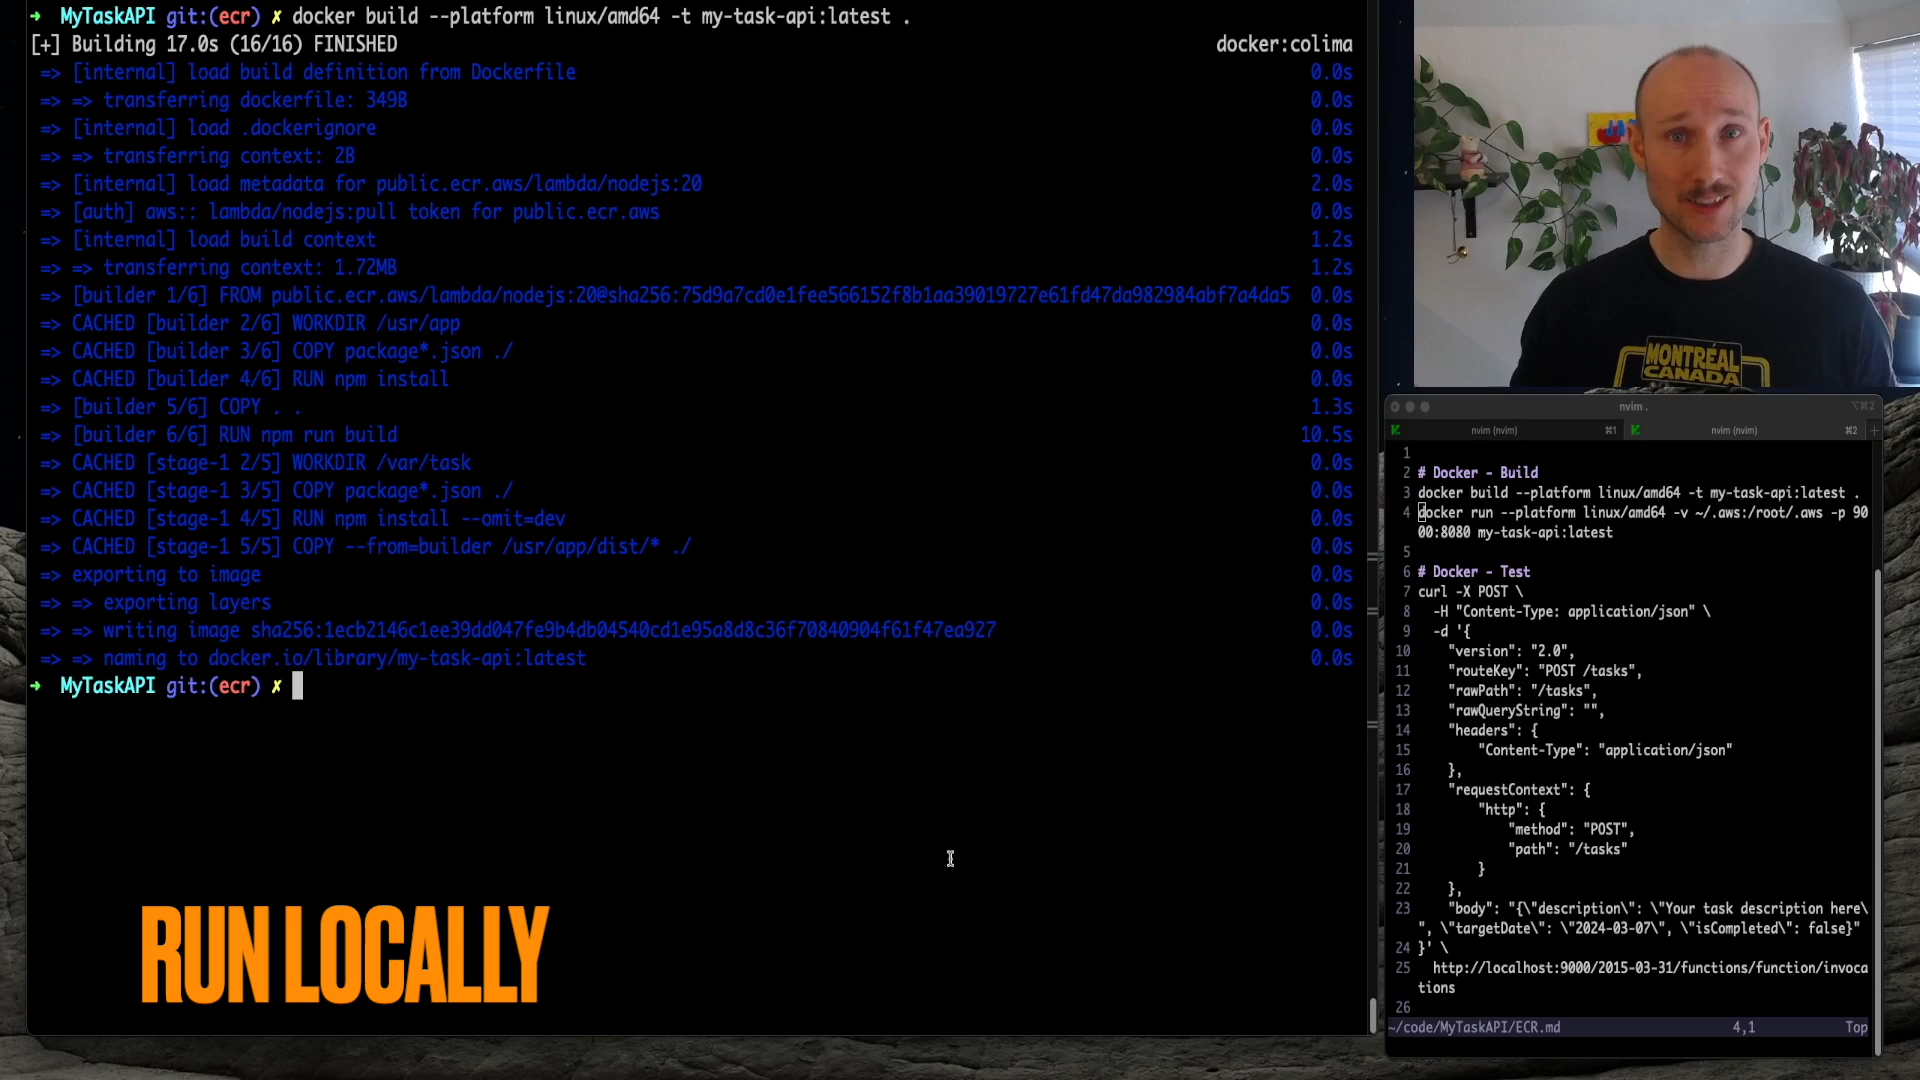 → MyTaskAPI git:(ecr) ✗ docker build --platform linux/amd64 -t my-task-api:latest .
[+] Building 17.0s (16/16) FINISHED docker:colima
=> [internal] load build definition from Dockerfile 0.0s
=> => transferring dockerfile: 349B 0.0s
=> [internal] load .dockerignore 0.0s
=> => transferring context: 2B 0.0s
=> [internal] load metadata for public.ecr.aws/lambda/nodejs:20 2.0s
=> [auth] aws:: lambda/nodejs:pull token for public.ecr.aws 0.0s
=> [internal] load build context 1.2s
=> => transferring context: 1.72MB 1.2s
=> [builder 1/6] FROM public.ecr.aws/lambda/nodejs:20@sha256:75d9a7cd0e1fee566152f8b1aa39019727e61fd47da982984abf7a4da5 0.0s
=> CACHED [builder 2/6] WORKDIR /usr/app 0.0s
=> CACHED [builder 3/6] COPY package*.json ./ 0.0s
=> CACHED [builder 4/6] RUN npm install 0.0s
=> [builder 5/6] COPY . . 1.3s
=> [builder 6/6] RUN npm run build 10.5s
=> CACHED [stage-1 2/5] WORKDIR /var/task 0.0s
=> CACHED [stage-1 3/5] COPY package*.json ./ 0.0s
=> CACHED [stage-1 4/5] RUN npm install --omit=dev 0.0s
=> CACHED [stage-1 5/5] COPY --from=builder /usr/app/dist/* ./ 0.0s
=> exporting to image 0.0s
=> => exporting layers 0.0s
=> => writing image sha256:1ecb2146c1ee39dd047fe9b4db04540cd1e95a8d8c36f70840904f61f47ea927 0.0s
=> => naming to docker.io/library/my-task-api:latest 0.0s
→ MyTaskAPI git:(ecr) ✗
RUN LOCALLY
MONTRÉAL
CANADA
nvim . ⌥⌘2
nvim (nvim) ⌘1 nvim (nvim) ⌘2 +
1
2 # Docker - Build
3 docker build --platform linux/amd64 -t my-task-api:latest .
4 docker run --platform linux/amd64 -v ~/.aws:/root/.aws -p 90
00:8080 my-task-api:latest
5
6 # Docker - Test
7 curl -X POST \
8 -H "Content-Type: application/json" \
9 -d '{
10 "version": "2.0",
11 "routeKey": "POST /tasks",
12 "rawPath": "/tasks",
13 "rawQueryString": "",
14 "headers": {
15 "Content-Type": "application/json"
16 },
17 "requestContext": {
18 "http": {
19 "method": "POST",
20 "path": "/tasks"
21 }
22 },
23 "body": "{\"description\": \"Your task description here\
", \"targetDate\": \"2024-03-07\", \"isCompleted\": false}"
24 }' \
25 http://localhost:9000/2015-03-31/functions/function/invoca
tions
26
~/code/MyTaskAPI/ECR.md 4,1 Top